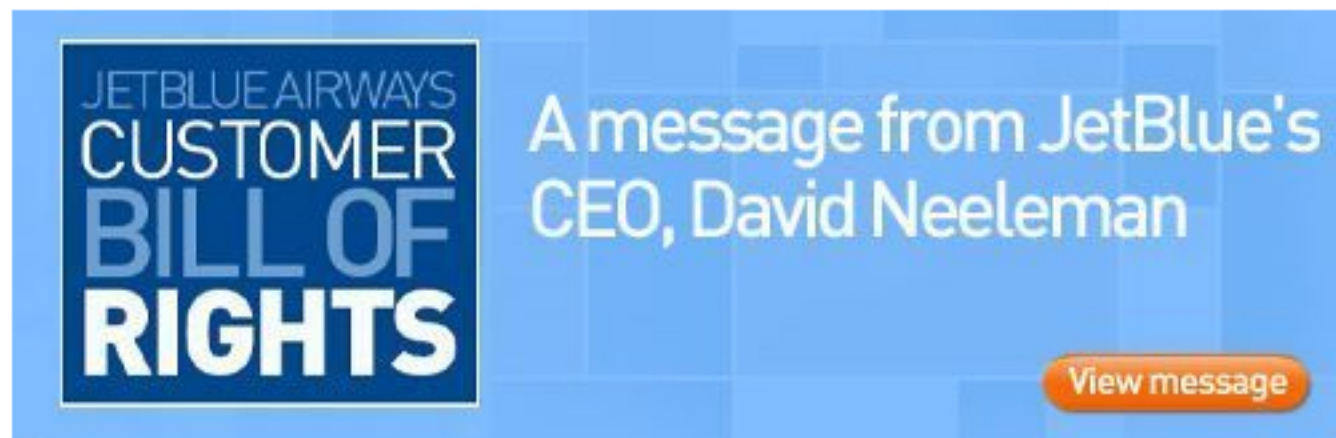 JETBLUE AIRWAYS
CUSTOMER
BILL OF
RIGHTS
A message from JetBlue's
CEO, David Neeleman
View message